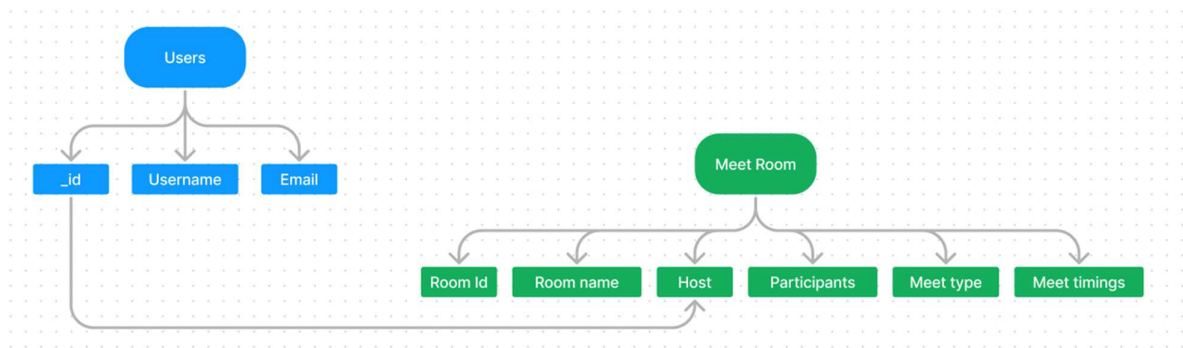 Users
_id
Username
Email
Meet Room
Room Id
Room name
Host
Participants
Meet type
Meet timings